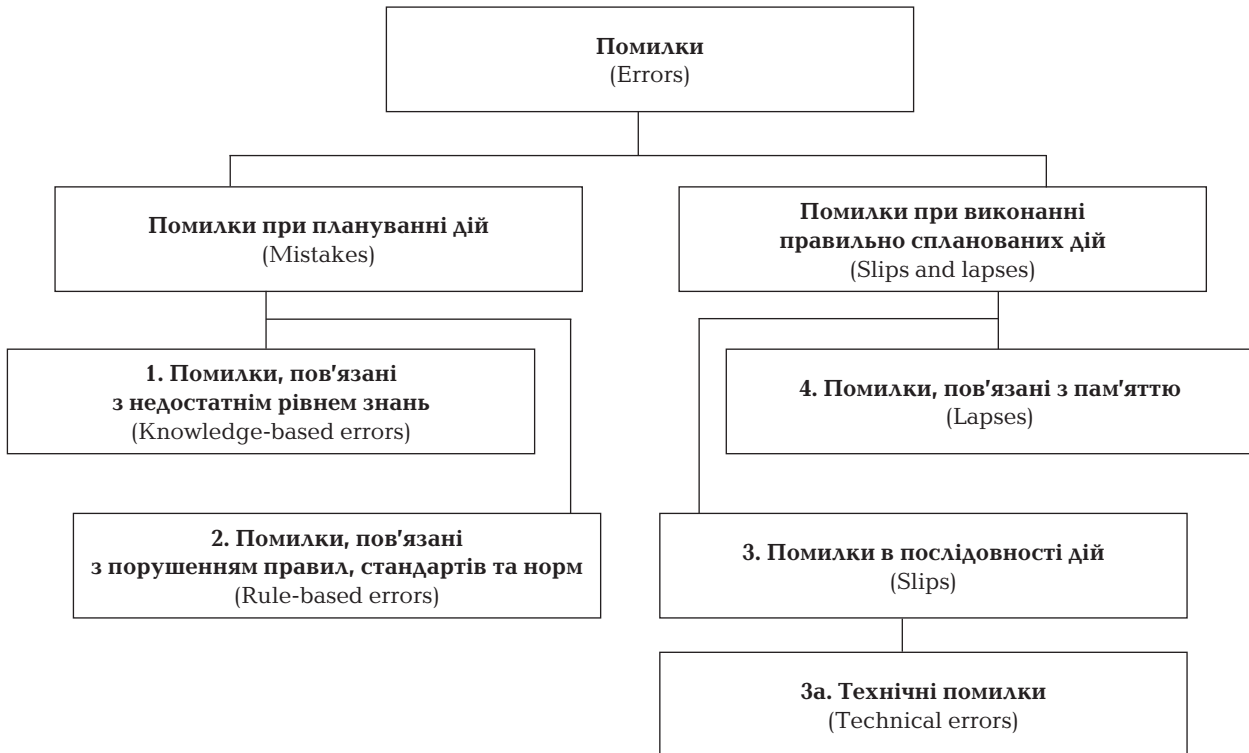 Помилки
(Errors)
Помилки при плануванні дій
(Mistakes)
Помилки при виконанні
правильно спланованих дій
(Slips and lapses)
1. Помилки, пов'язані
з недостатнім рівнем знань
(Knowledge-based errors)
4. Помилки, пов'язані з пам'яттю
(Lapses)
2. Помилки, пов'язані
з порушенням правил, стандартів та норм
(Rule-based errors)
3. Помилки в послідовності дій
(Slips)
3а. Технічні помилки
(Technical errors)